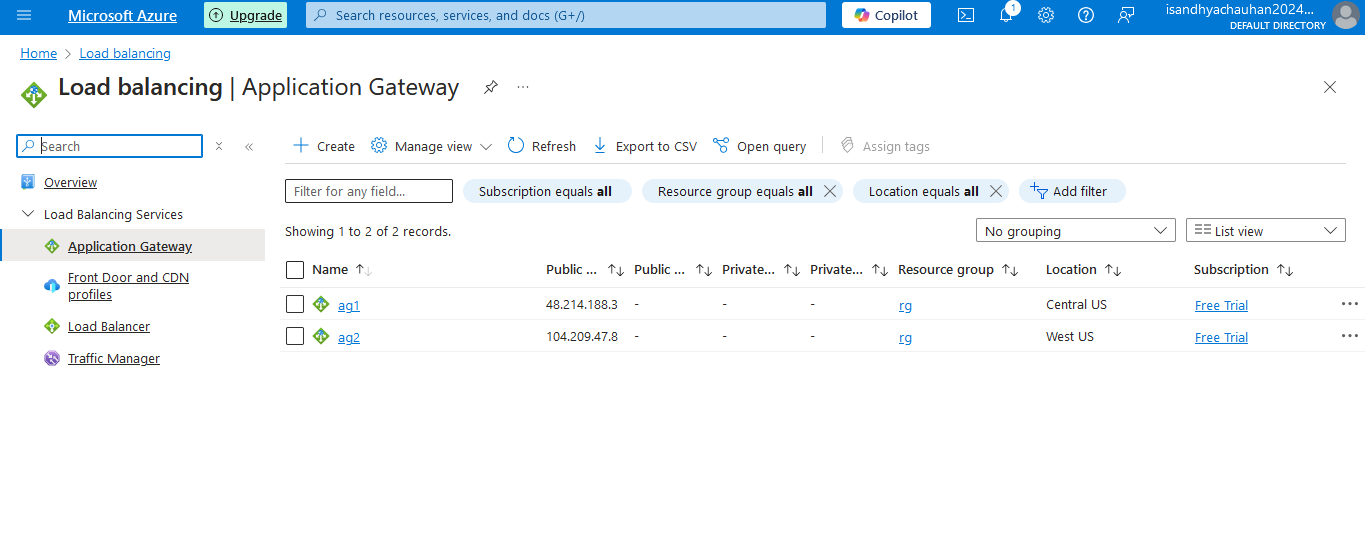 Microsoft Azure Upgrade Search resources, services, and docs (G+/) Copilot 1 isandhyachauhan2024...
DEFAULT DIRECTORY
Home > Load balancing
Load balancing | Application Gateway ...
Search
Create Manage view Refresh Export to CSV Open query Assign tags
Overview
Filter for any field... Subscription equals all Resource group equals all Location equals all Add filter
Load Balancing Services
Showing 1 to 2 of 2 records. No grouping List view
Application Gateway
Name Public ... Public ... Private... Private... Resource group Location Subscription
Front Door and CDN
profiles
ag1 48.214.188.3 - - - rg Central US Free Trial ...
Load Balancer
ag2 104.209.47.8 - - - rg West US Free Trial ...
Traffic Manager